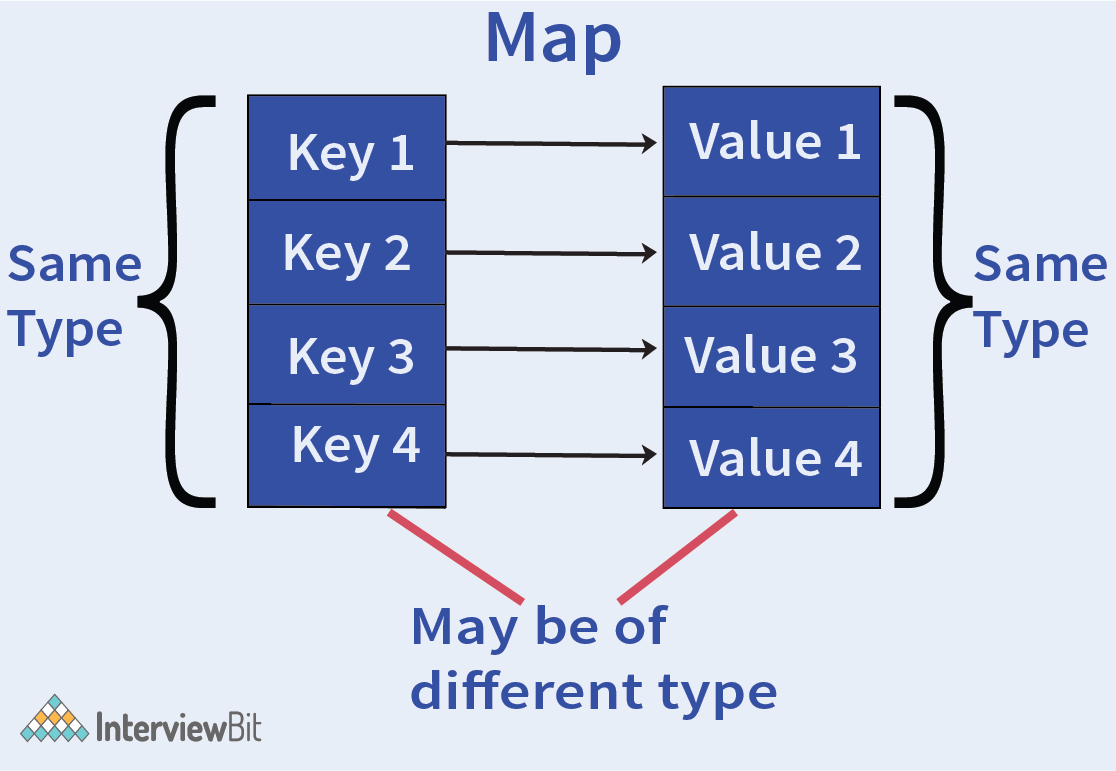 Map
Key 1
Value 1
Key 2
Value 2
Key 3
Value 3
Key 4
Value 4
Same
Type
Same
Type
May be of
different type
InterviewBit